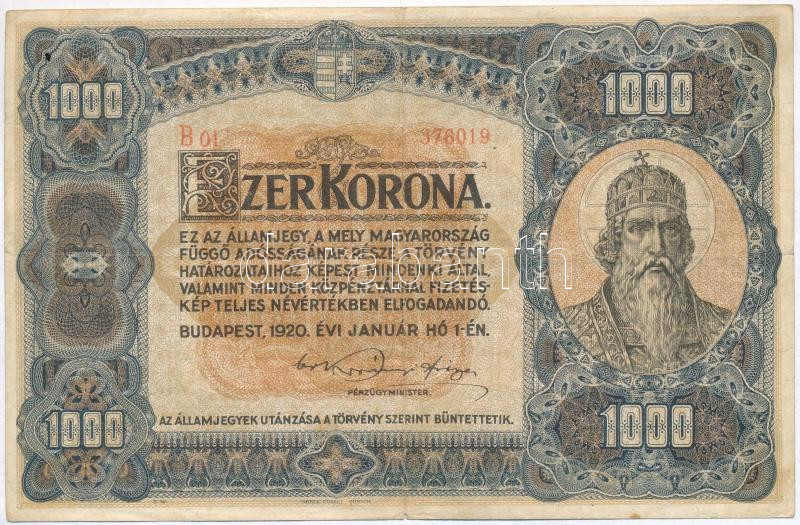 1000
1000
B 01
376019
EZER KORONA.
EZ AZ ÁLLAMJEGY, A MELY MAGYARORSZÁG
FÜGGŐ ADÓSSÁGÁNAK RÉSZE, A TÖRVÉNY
HATÁROZATAIHOZ KÉPEST MINDENKI ÁLTAL,
VALAMINT MINDEN KÖZPÉNZTÁRNÁL FIZETÉS-
KÉP TELJES NÉVÉRTÉKBEN ELFOGADANDÓ.
BUDAPEST, 1920. ÉVI JANUÁR HÓ 1-ÉN.
PÉNZÜGYMINISTER.
AZ ÁLLAMJEGYEK UTÁNZÁSA A TÖRVÉNY SZERINT BÜNTETTETIK.
1000
1000
darabanth